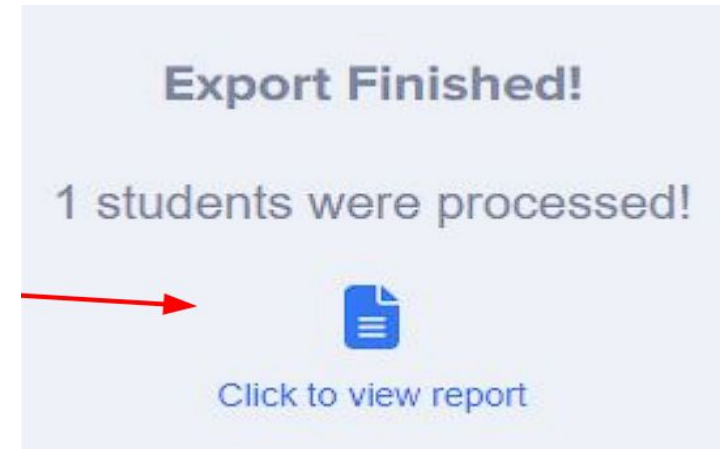 Export Finished!
1 students were processed!
Click to view report